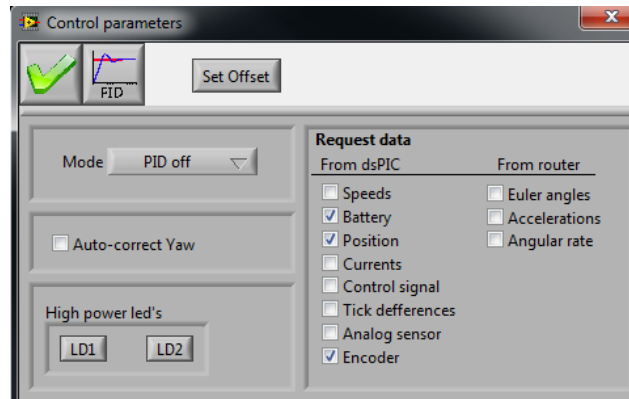 Control parameters
PID
Set Offset
Mode PID off
Auto-correct Yaw
High power led's
LD1 LD2
Request data
From dsPIC From router
Speeds Euler angles
Battery Accelerations
Position Angular rate
Currents
Control signal
Tick defferences
Analog sensor
Encoder